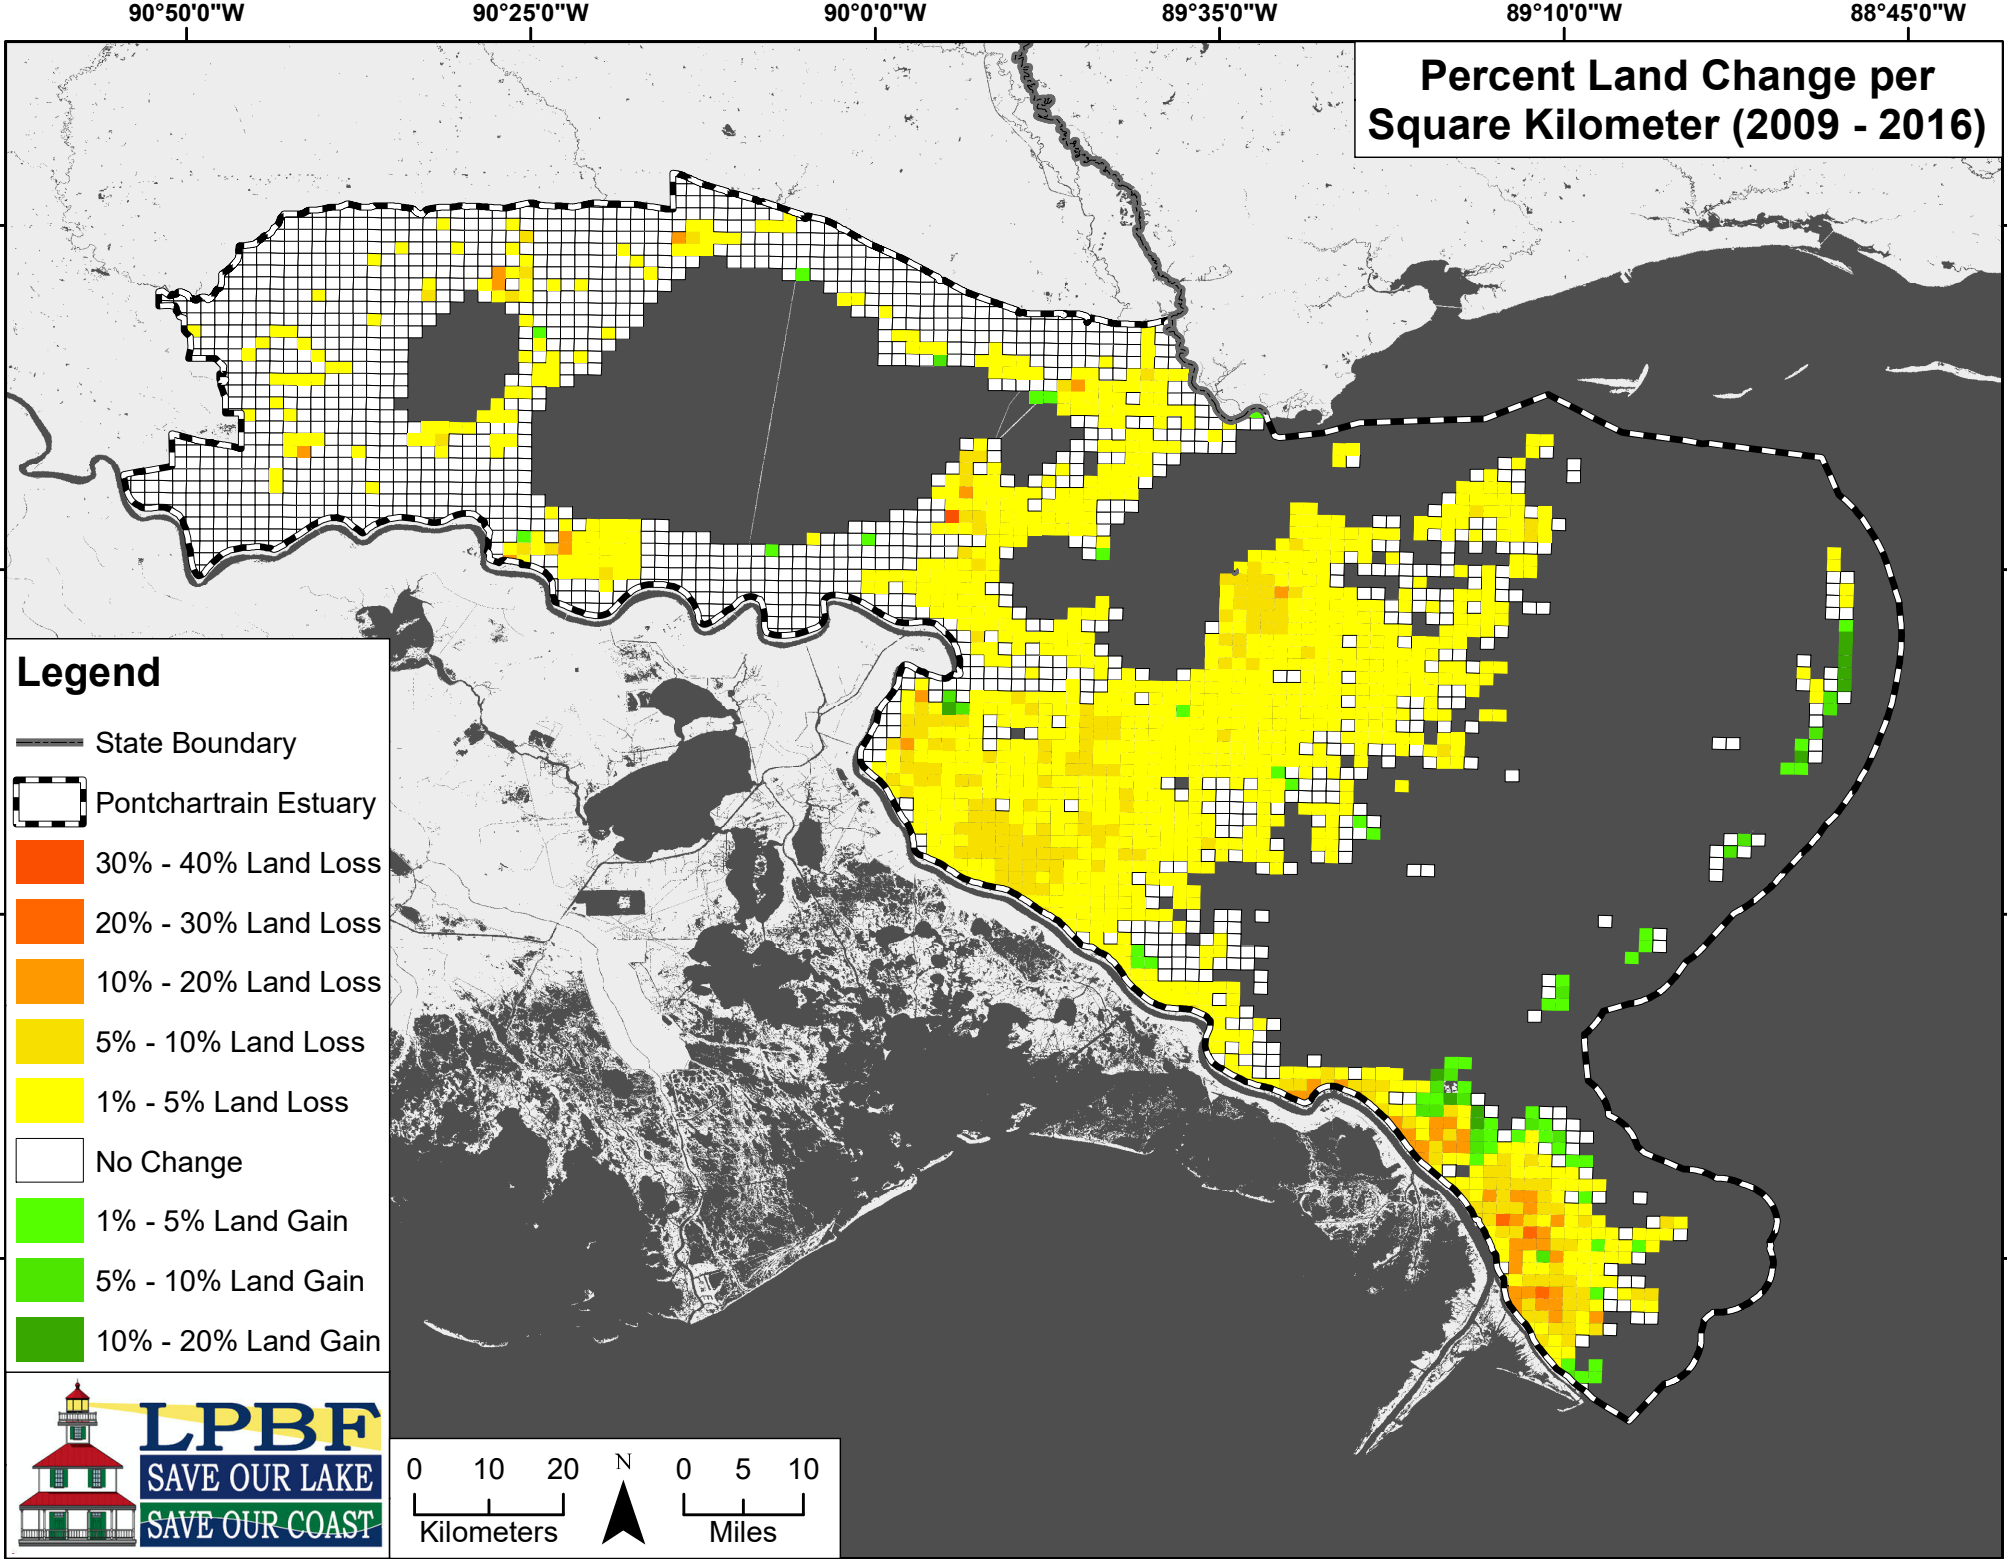 90°50'0"W 90°25'0"W 90°0'0"W 89°35'0"W 89°10'0"W 88°45'0"W
Percent Land Change per
Square Kilometer (2009 - 2016)
Legend
State Boundary
Pontchartrain Estuary
30% - 40% Land Loss
20% - 30% Land Loss
10% - 20% Land Loss
5% - 10% Land Loss
1% - 5% Land Loss
No Change
1% - 5% Land Gain
5% - 10% Land Gain
10% - 20% Land Gain
LPBF
SAVE OUR LAKE
SAVE OUR COAST
0 10 20
Kilometers
N
0 5 10
Miles